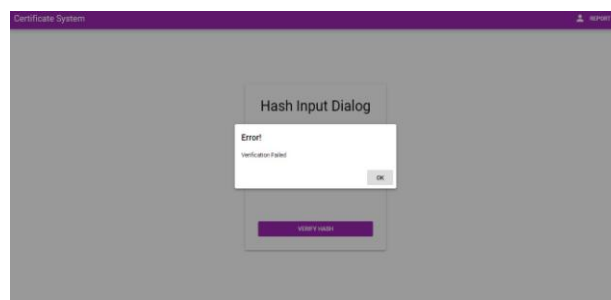 Certificate System
REPORT
Hash Input Dialog
Error!
Verification Failed
OK
VERIFY HASH